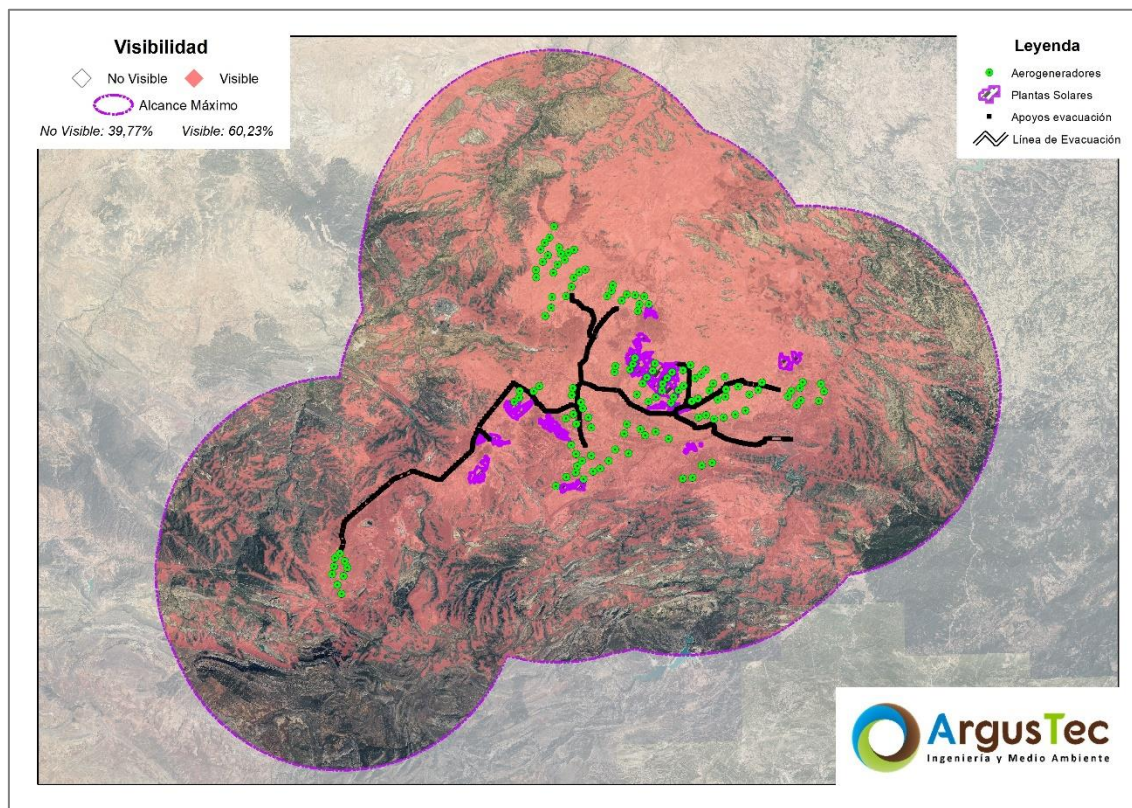 Visibilidad
No Visible Visible
Alcance Máximo
No Visible: 39,77% Visible: 60,23%
Leyenda
Aerogeneradores
Plantas Solares
Apoyos evacuación
Línea de Evacuación
ArgusTec
Ingeniería y Medio Ambiente